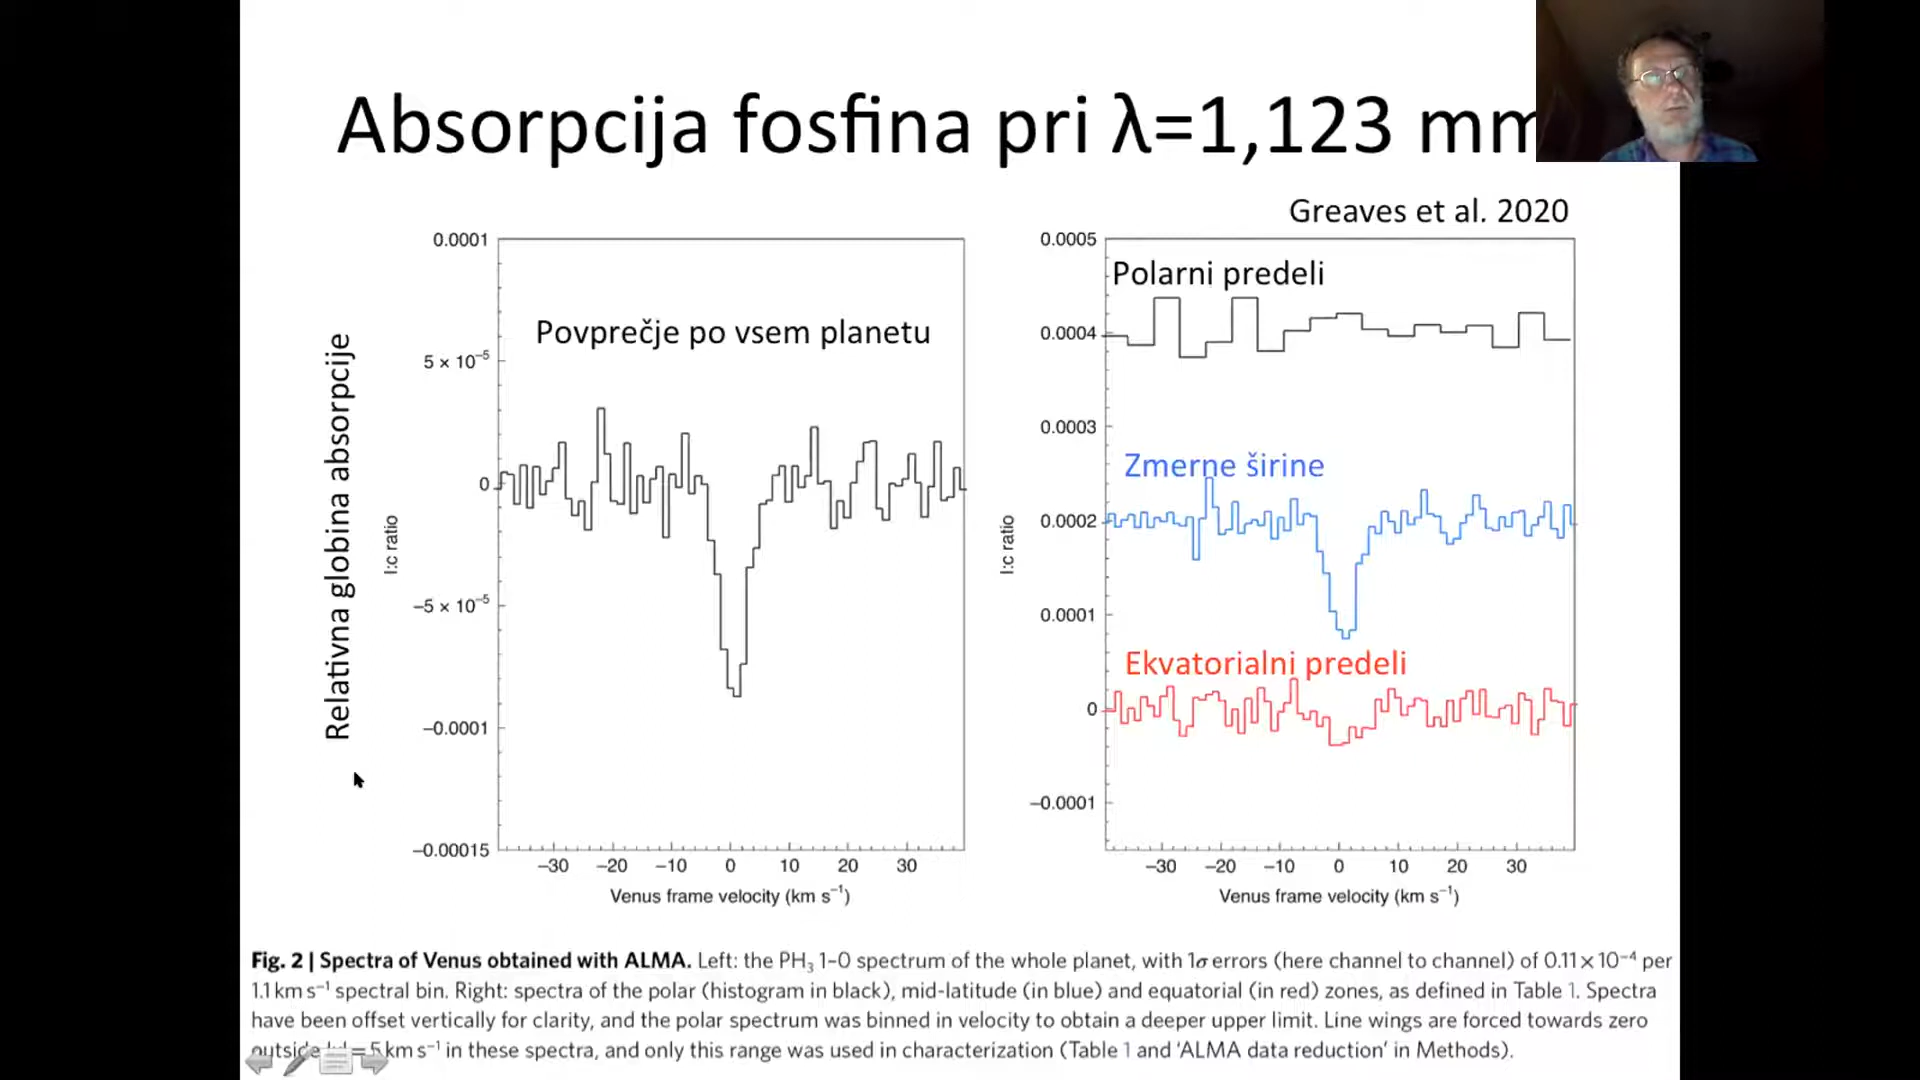 Absorpcija fosfina pri λ=1,123 mm
Greaves et al. 2020
Relativna globina absorpcije
l:c ratio
0.0001
5 × 10⁻⁵
0
−5 × 10⁻⁵
−0.0001
−0.00015
Povprečje po vsem planetu
−30 −20 −10 0 10 20 30
Venus frame velocity (km s⁻¹)
l:c ratio
0.0005
0.0004
0.0003
0.0002
0.0001
0
−0.0001
Polarni predeli
Zmerne širine
Ekvatorialni predeli
−30 −20 −10 0 10 20 30
Venus frame velocity (km s⁻¹)
Fig. 2 | Spectra of Venus obtained with ALMA. Left: the PH₃ 1–0 spectrum of the whole planet, with 1σ errors (here channel to channel) of 0.11 × 10⁻⁴ per
1.1 km s⁻¹ spectral bin. Right: spectra of the polar (histogram in black), mid-latitude (in blue) and equatorial (in red) zones, as defined in Table 1. Spectra
have been offset vertically for clarity, and the polar spectrum was binned in velocity to obtain a deeper upper limit. Line wings are forced towards zero
outside = 5 km s⁻¹ in these spectra, and only this range was used in characterization (Table 1 and ‘ALMA data reduction’ in Methods).